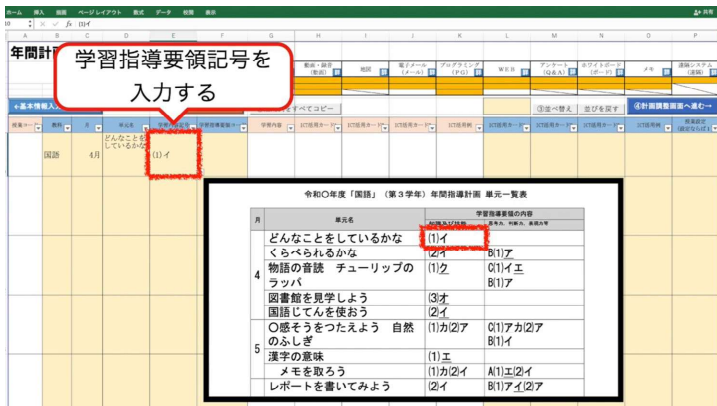 ホーム 挿入 描画 ページレイアウト 数式 データ 校閲 表示
共有
fx (1)イ
A B C D E F G H I J K L M N O P
年間計
学習指導要領記号を
入力する
動画・録音
(動画)
地図
電子メール
(メール)
プログラミング
(PG)
WEB
アンケート
(Q&A)
ホワイトボード
(ボード)
メモ
遠隔システム
(遠隔)
←基本情報入
すべてコピー
③並べ替え
並びを戻す
④計画調整画面へ進む→
教科
月
単元名
学習内容
ICT活用例
国語
4月
どんなことを
しているかな
(1)イ
令和〇年度「国語」（第３学年）年間指導計画 単元一覧表
月
単元名
学習指導要領の内容
知識及び技能
思考力、判断力、表現力等
4
どんなことをしているかな (1)イ
くらべられるかな (2)イ B(1)ア
物語の音読 チューリップの
ラッパ
(1)ク C(1)イエ
B(1)ア
図書館を見学しよう (3)オ
国語じてんを使おう (2)イ
5
〇感そうをつたえよう 自然
のふしぎ
(1)カ(2)ア C(1)アカ(2)ア
B(1)イ
漢字の意味 (1)エ
メモを取ろう (1)カ(2)イ A(1)エ(2)イ
レポートを書いてみよう (2)イ B(1)アイ(2)ア